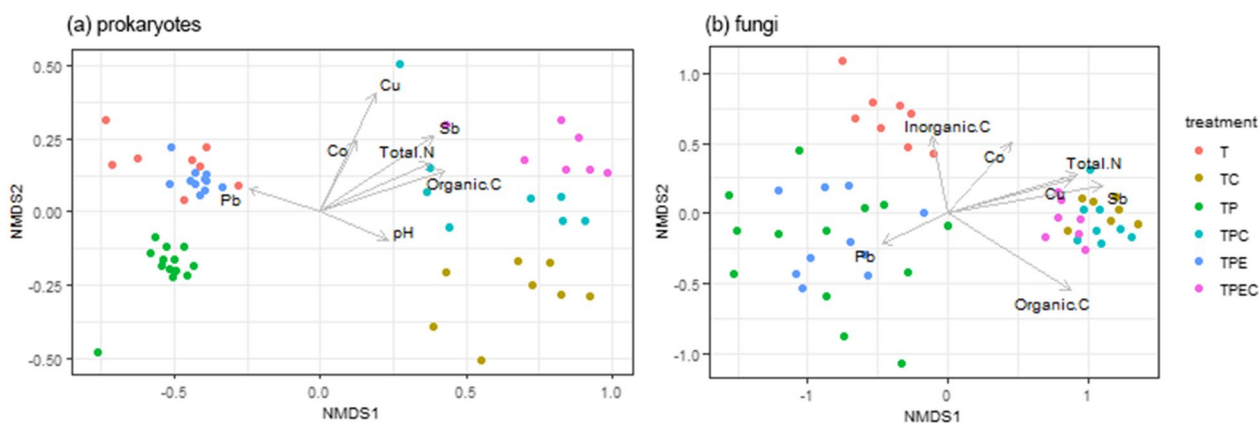 (a) prokaryotes
0.50
0.25
0.00
-0.25
-0.50
NMDS2
Cu
Co
Sb
Total.N
Organic.C
Pb
pH
-0.5
0.0
0.5
1.0
NMDS1
(b) fungi
1.0
0.5
0.0
-0.5
-1.0
NMDS2
Inorganic.C
Co
Total.N
Cu
Sb
Pb
Organic.C
-1
0
1
NMDS1
treatment
T
TC
TP
TPC
TPE
TPEC